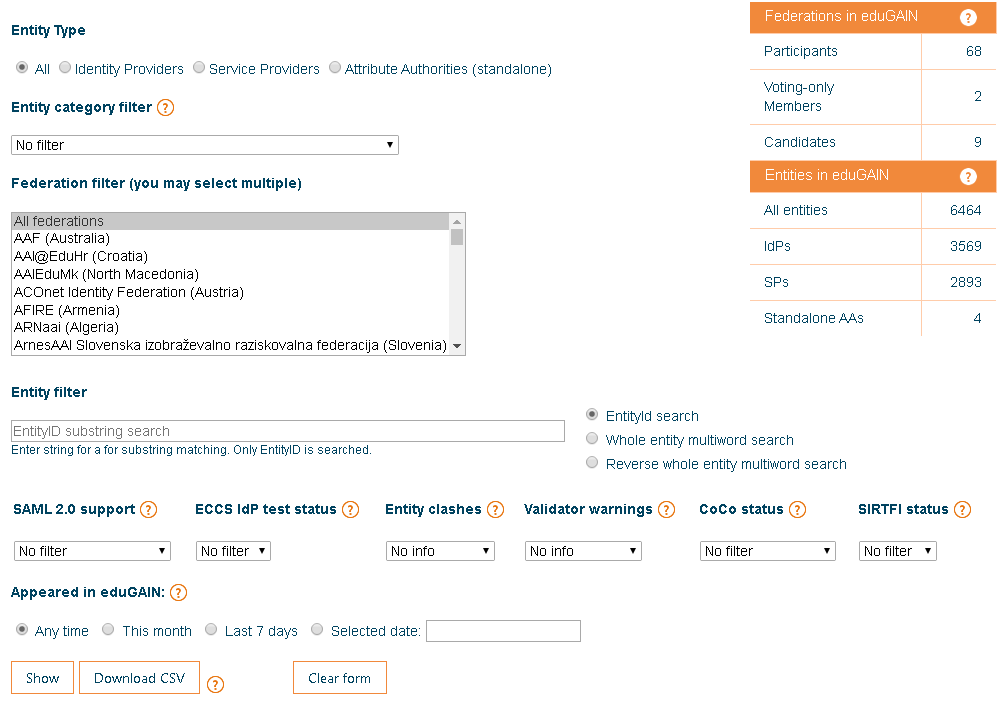 Entity Type
All Identity Providers Service Providers Attribute Authorities (standalone)
Entity category filter ?
No filter
Federation filter (you may select multiple)
All federations
AAF (Australia)
AAI@EduHr (Croatia)
AAIEduMk (North Macedonia)
ACOnet Identity Federation (Austria)
AFIRE (Armenia)
ARNaai (Algeria)
ArnesAAI Slovenska izobraževalno raziskovalna federacija (Slovenia)
Federations in eduGAIN ?
Participants 68
Voting-only
Members 2
Candidates 9
Entities in eduGAIN ?
All entities 6464
IdPs 3569
SPs 2893
Standalone AAs 4
Entity filter
EntityID substring search
Enter string for a for substring matching. Only EntityID is searched.
EntityId search
Whole entity multiword search
Reverse whole entity multiword search
SAML 2.0 support ? ECCS IdP test status ? Entity clashes ? Validator warnings ? CoCo status ? SIRTFI status ?
No filter No filter No info No info No filter No filter
Appeared in eduGAIN: ?
Any time This month Last 7 days Selected date:
Show Download CSV ? Clear form